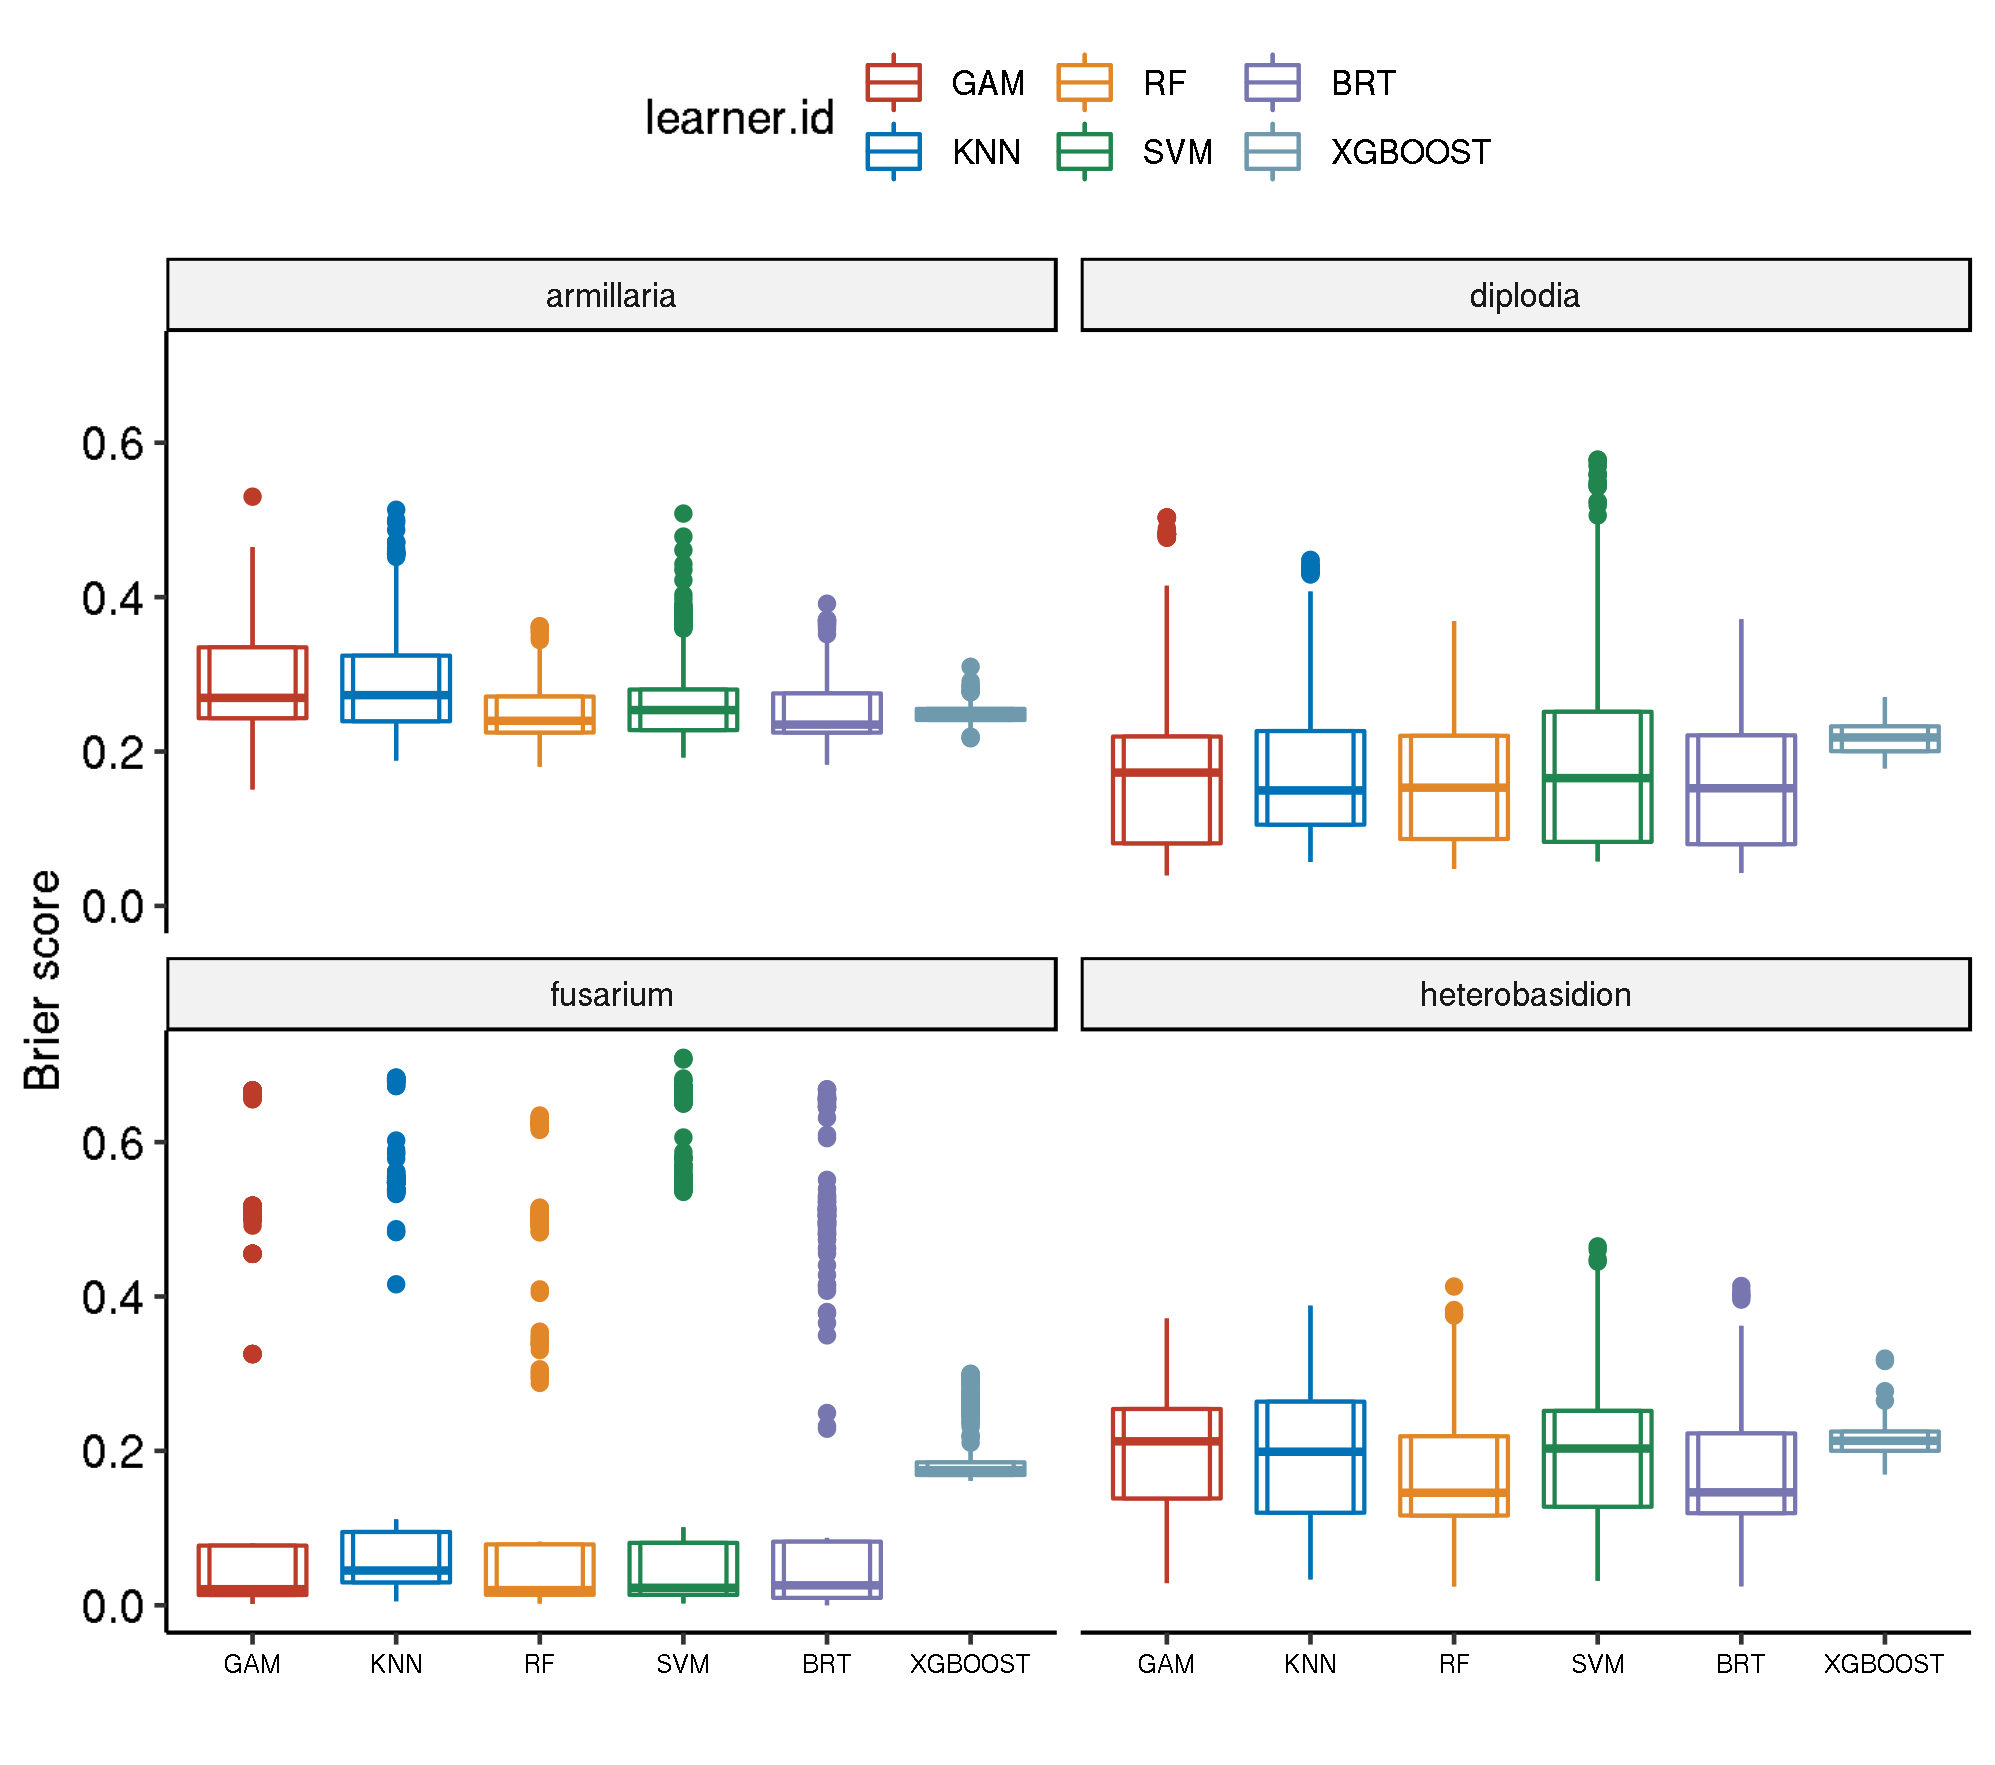 learner.id
GAM RF BRT
KNN SVM XGBOOST
armillaria diplodia
0.6
0.4
0.2
0.0
Brier score
fusarium heterobasidion
0.6
0.4
0.2
0.0
GAM KNN RF SVM BRT XGBOOST GAM KNN RF SVM BRT XGBOOST